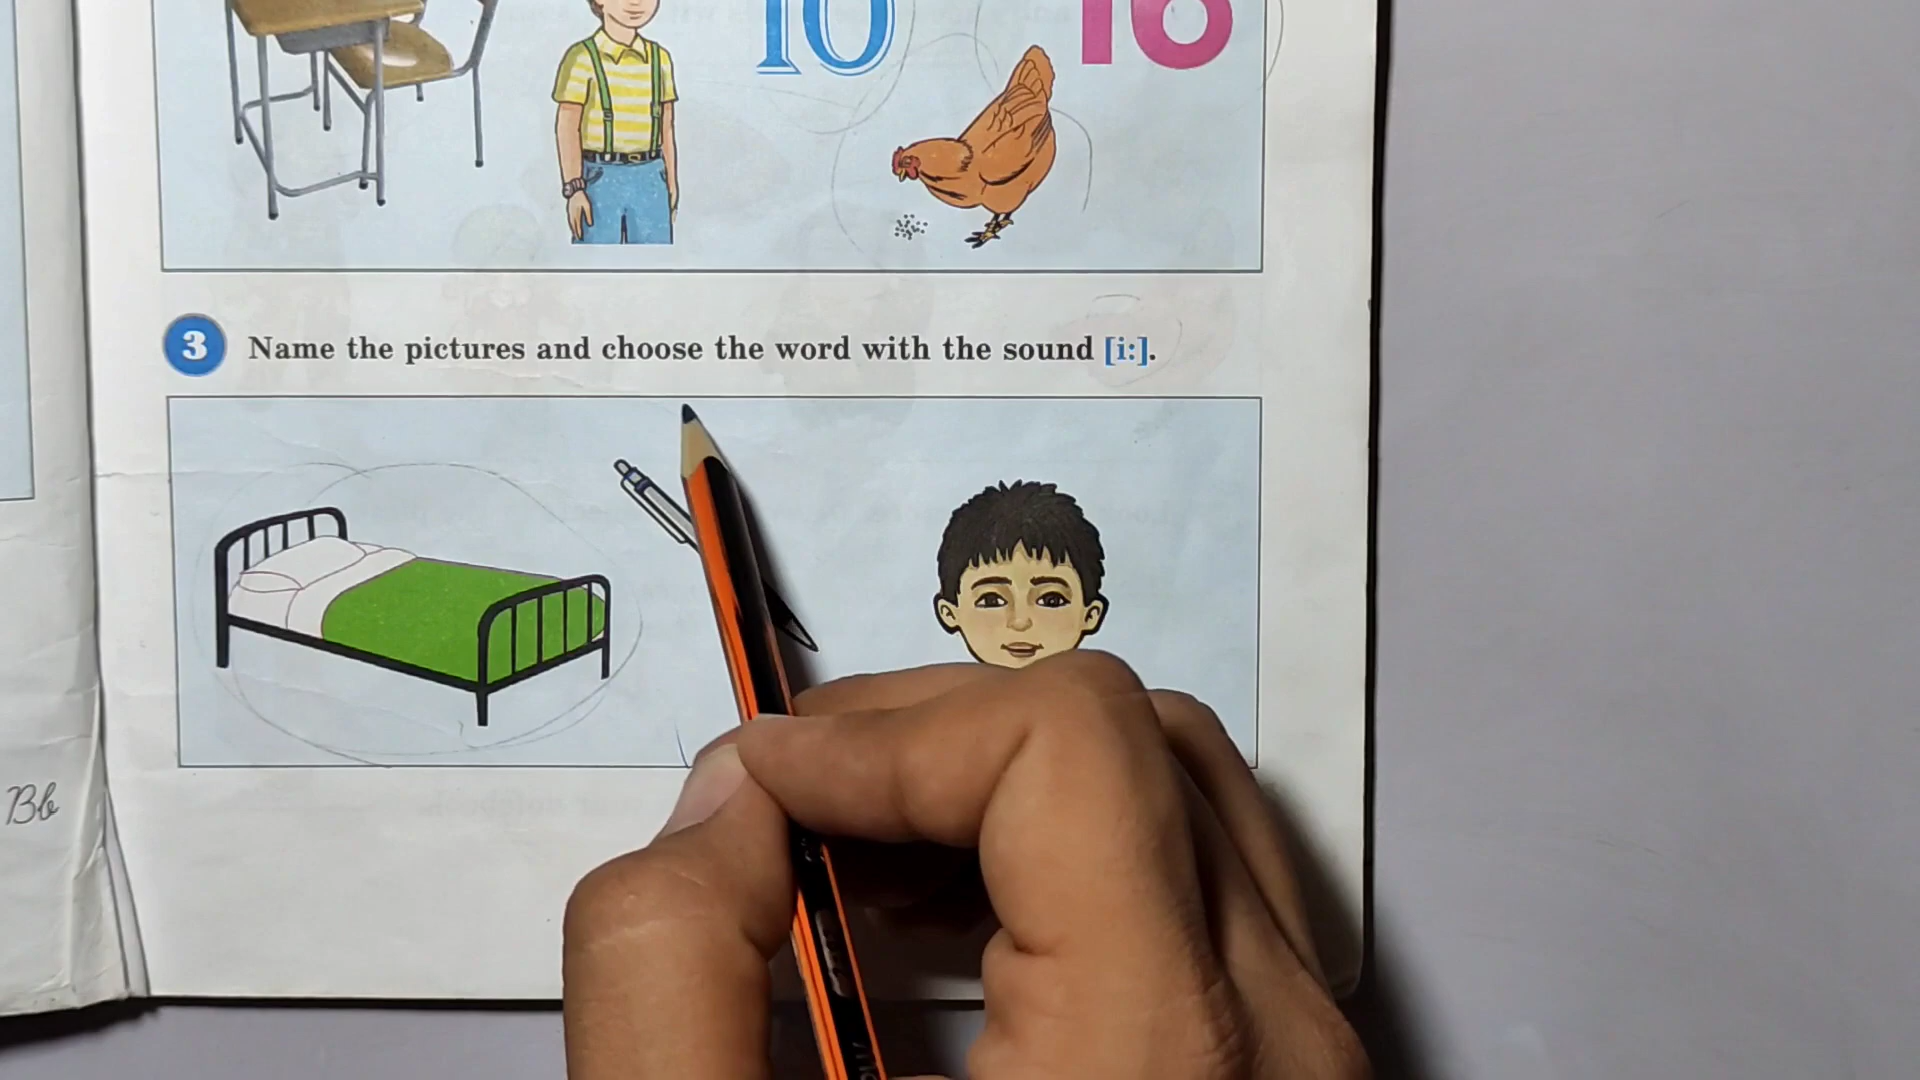 10 16
3 Name the pictures and choose the word with the sound [i:].
Bb